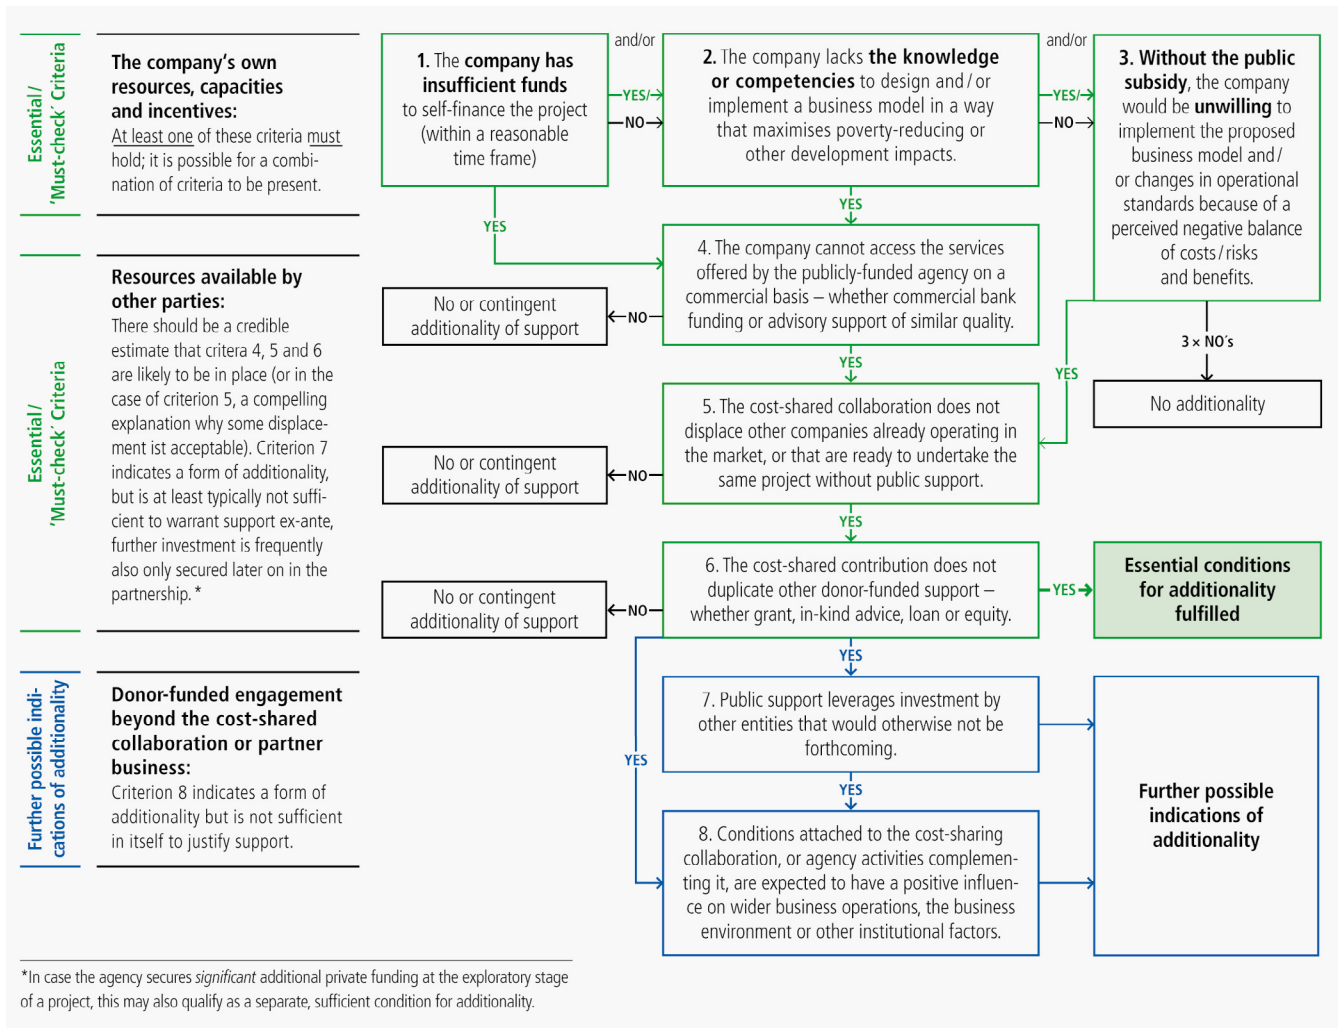 Essential/
'Must-check´ Criteria
The company's own
resources, capacities
and incentives:
At least one of these criteria must
hold; it is possible for a combi-
nation of criteria to be present.
1. The company has
insufficient funds
to self-finance the project
(within a reasonable
time frame)
and/or
YES/
NO
2. The company lacks the knowledge
or competencies to design and/or
implement a business model in a way
that maximises poverty-reducing or
other development impacts.
and/or
YES/
NO
3. Without the public
subsidy, the company
would be unwilling to
implement the proposed
business model and/
or changes in operational
standards because of a
perceived negative balance
of costs/risks
and benefits.
YES
YES
YES
3 × NO´s
No additionality
Essential/
'Must-check´ Criteria
Resources available by
other parties:
There should be a credible
estimate that critera 4, 5 and 6
are likely to be in place (or in the
case of criterion 5, a compelling
explanation why some displace-
ment ist acceptable). Criterion 7
indicates a form of additionality,
but is at least typically not suffi-
cient to warrant support ex-ante,
further investment is frequently
also only secured later on in the
partnership.*
4. The company cannot access the services
offered by the publicly-funded agency on a
commercial basis – whether commercial bank
funding or advisory support of similar quality.
NO
No or contingent
additionality of support
YES
5. The cost-shared collaboration does not
displace other companies already operating in
the market, or that are ready to undertake the
same project without public support.
NO
No or contingent
additionality of support
YES
6. The cost-shared contribution does not
duplicate other donor-funded support –
whether grant, in-kind advice, loan or equity.
NO
No or contingent
additionality of support
YES
Essential conditions
for additionality
fulfilled
YES
YES
Further possible indi-
cations of additionality
Donor-funded engagement
beyond the cost-shared
collaboration or partner
business:
Criterion 8 indicates a form of
additionality but is not sufficient
in itself to justify support.
7. Public support leverages investment by
other entities that would otherwise not be
forthcoming.
YES
8. Conditions attached to the cost-sharing
collaboration, or agency activities complemen-
ting it, are expected to have a positive influen-
ce on wider business operations, the business
environment or other institutional factors.
Further possible
indications of
additionality
*In case the agency secures significant additional private funding at the exploratory stage
of a project, this may also qualify as a separate, sufficient condition for additionality.